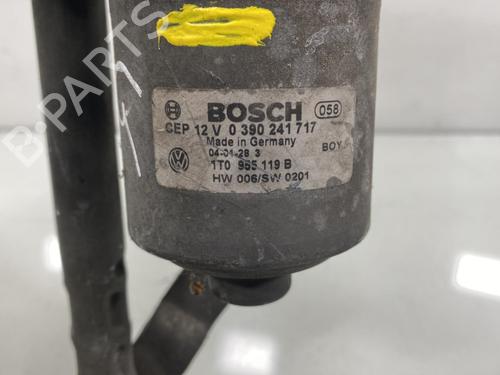 BOSCH 058
CEP 12 V 0 390 241 717
Made in Germany
04-01-28 3 BOY
1T0 955 119 B
HW 006/SW 0201